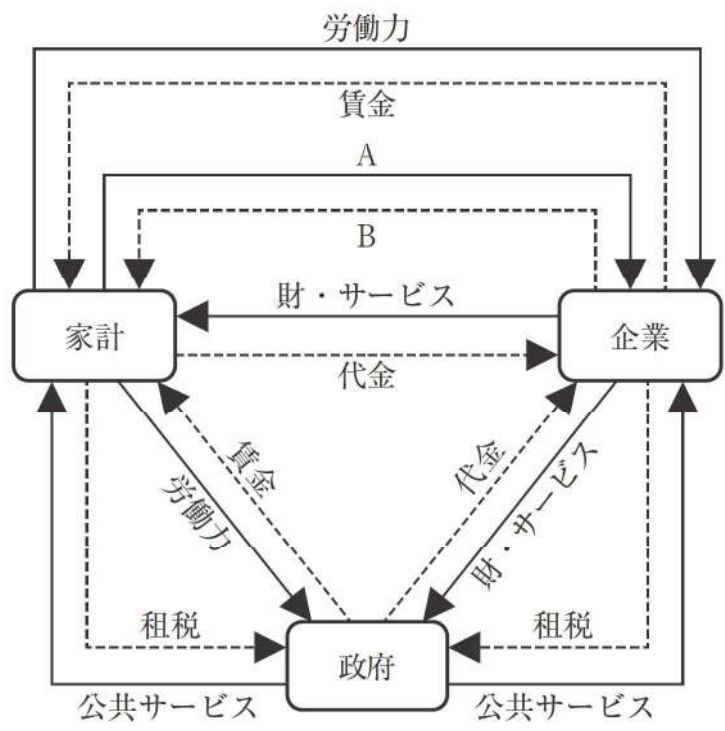 労働力
賃金
A
B
財・サービス
家計
企業
代金
賃金
労働力
代金
財・サービス
租税
租税
政府
公共サービス
公共サービス